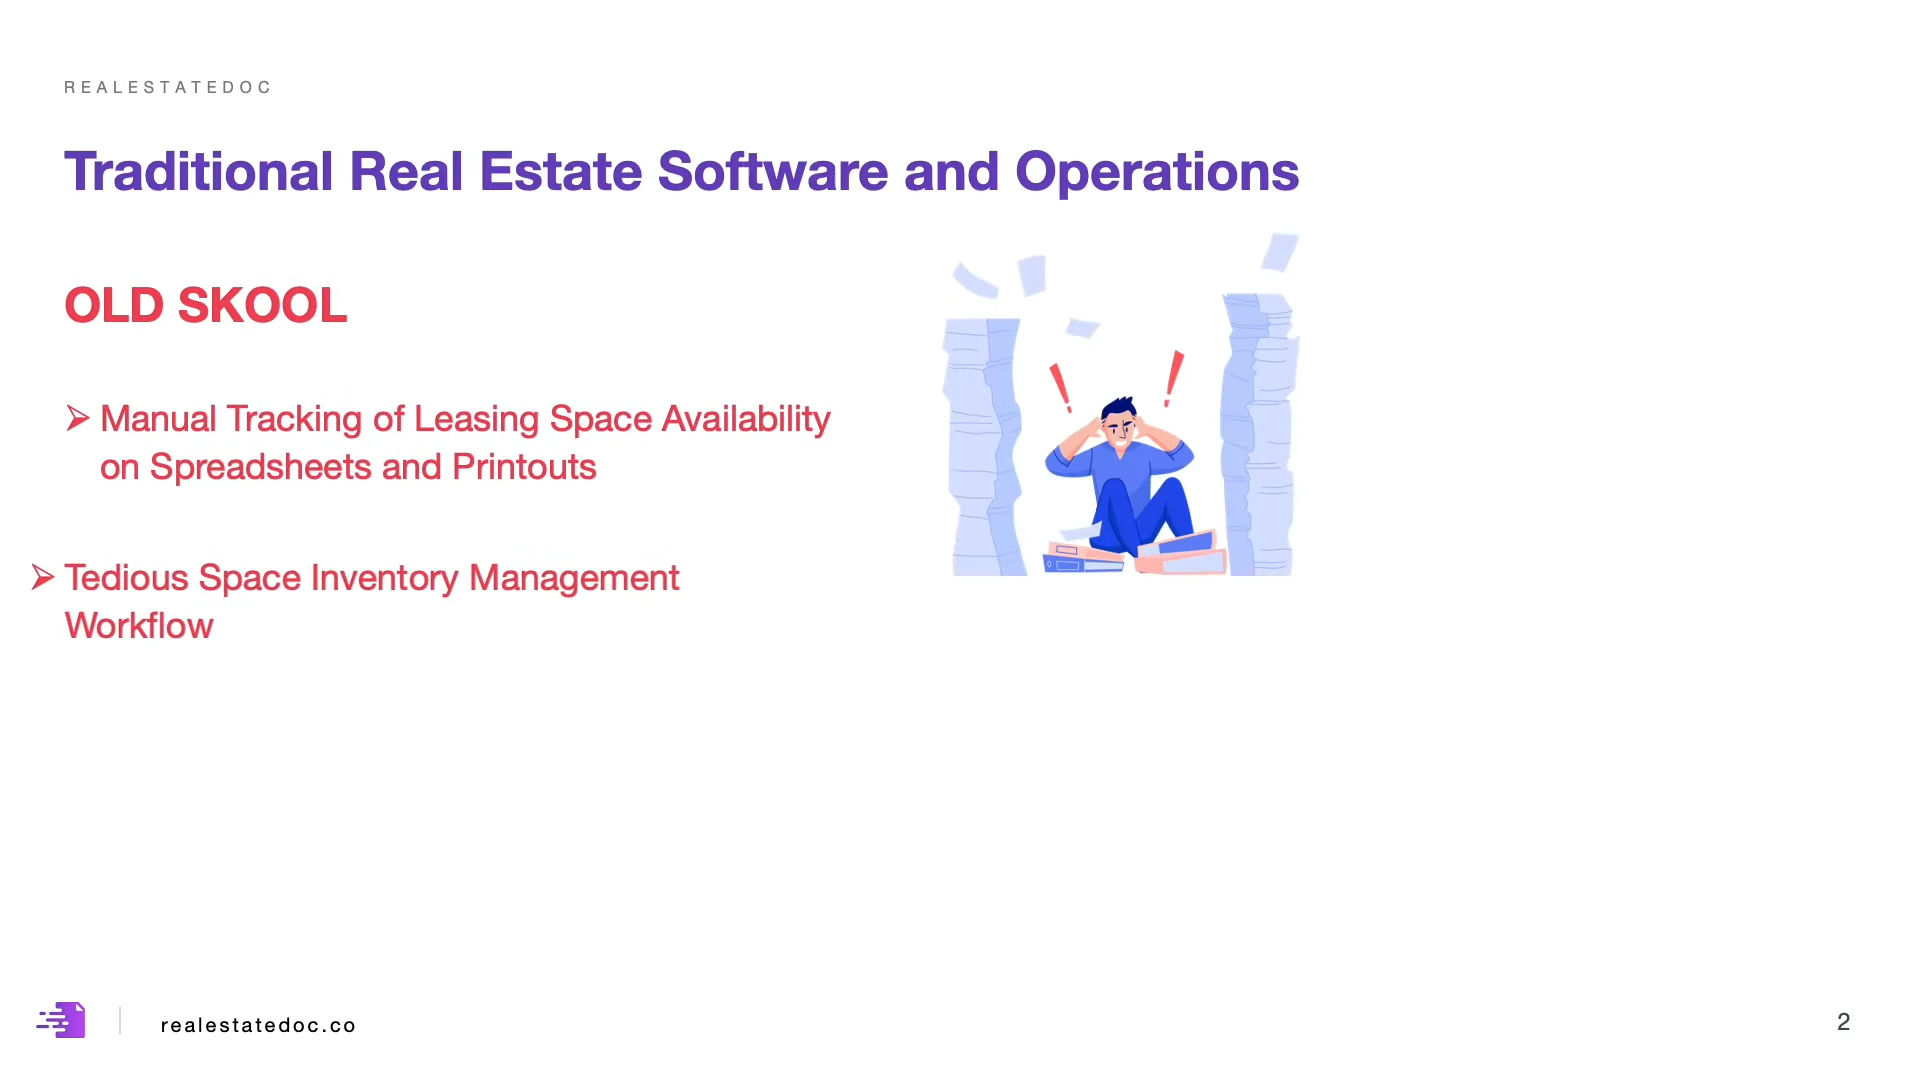 REALESTATEDOC
Traditional Real Estate Software and Operations
OLD SKOOL
➢ Manual Tracking of Leasing Space Availability
on Spreadsheets and Printouts
➢ Tedious Space Inventory Management
Workflow
realestatedoc.co
2